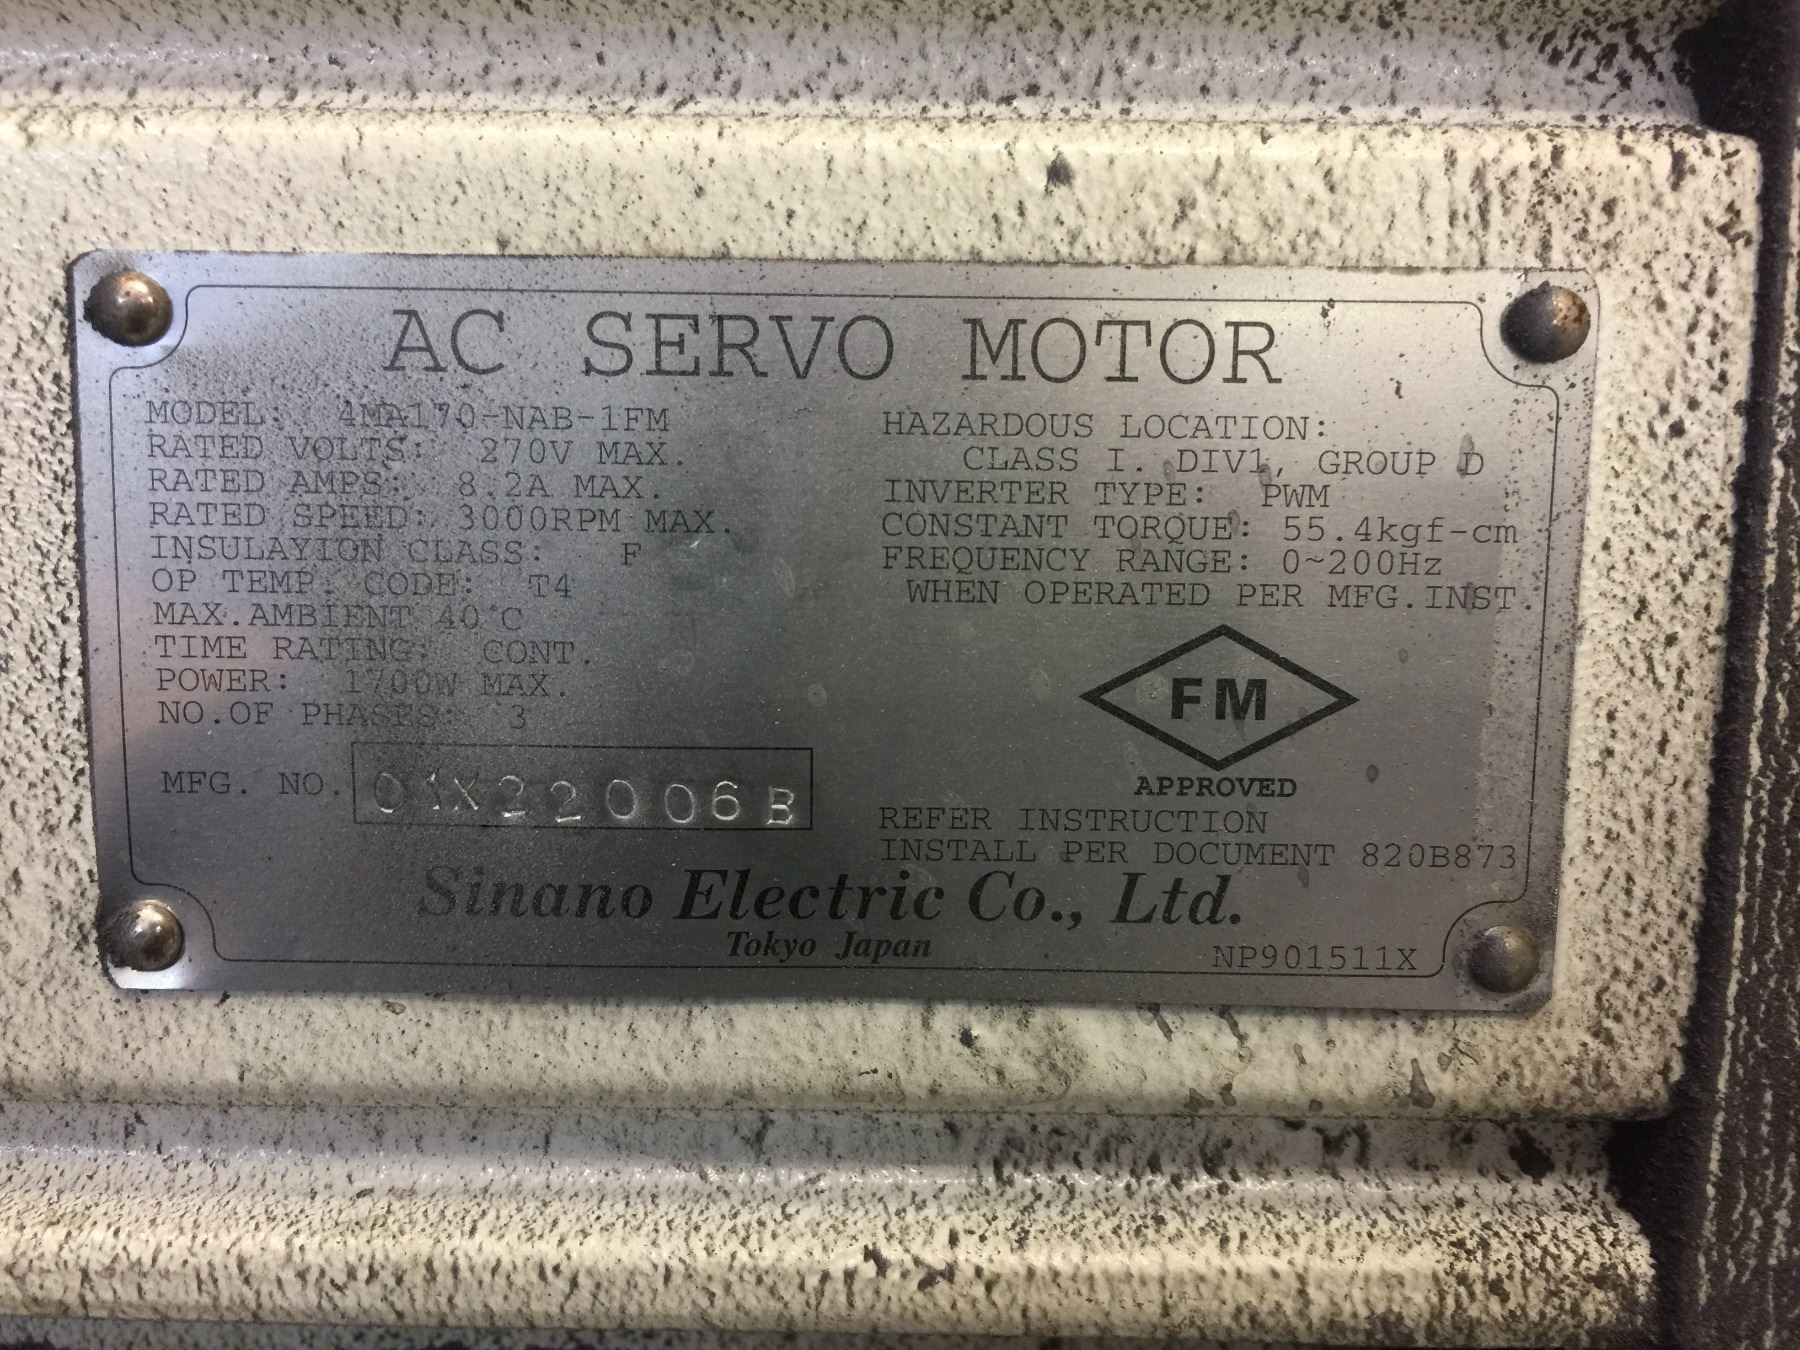 AC SERVO MOTOR
MODEL: 4MA170-NAB-1FM
RATED VOLTS: 270V MAX.
RATED AMPS: 8.2A MAX.
RATED SPEED: 3000RPM MAX.
INSULAYION CLASS: F
OP TEMP. CODE: T4
MAX.AMBIENT 40°C
TIME RATING: CONT.
POWER: 1700W MAX.
NO.OF PHASES: 3
MFG. NO. 01X22006B
HAZARDOUS LOCATION:
CLASS I. DIV1, GROUP D
INVERTER TYPE: PWM
CONSTANT TORQUE: 55.4kgf-cm
FREQUENCY RANGE: 0~200Hz
WHEN OPERATED PER MFG.INST.
FM
APPROVED
REFER INSTRUCTION
INSTALL PER DOCUMENT 820B873
Sinano Electric Co., Ltd.
Tokyo Japan
NP901511X